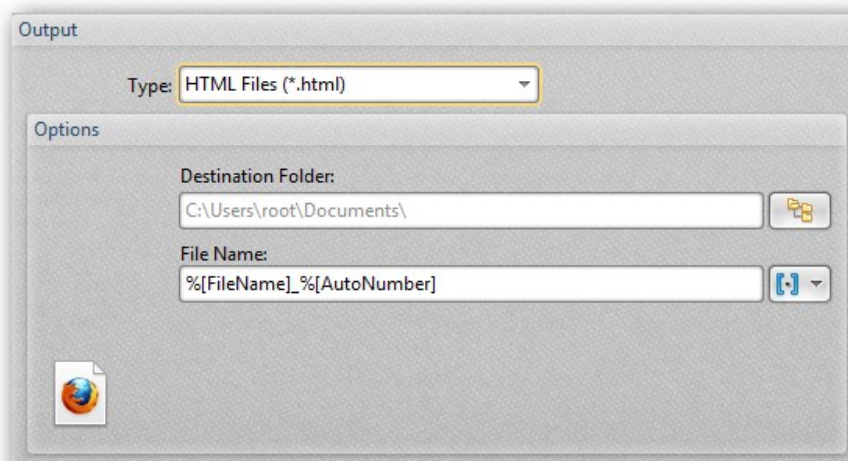 Output
Type: HTML Files (*.html)
Options
Destination Folder:
C:\Users\root\Documents\
File Name:
%[FileName]_%[AutoNumber]